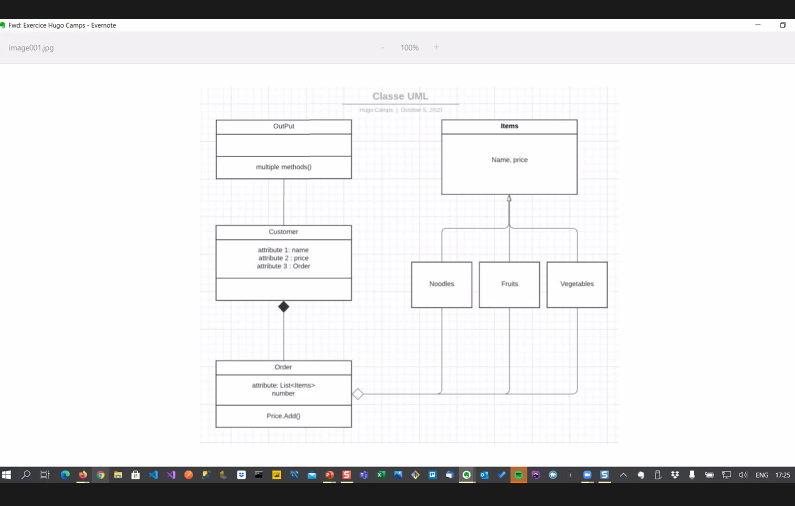 Fwd: Exercice Hugo Camps - Evernote
image001.jpg
- 100% +
Classe UML
Hugo Camps | October 5, 2020
OutPut
multiple methods()
Items
Name, price
Customer
attribute 1: name
attribute 2 : price
attribute 3 : Order
Noodles
Fruits
Vegetables
Order
attribute: List<Items>
number
Price.Add()
ENG 17:25